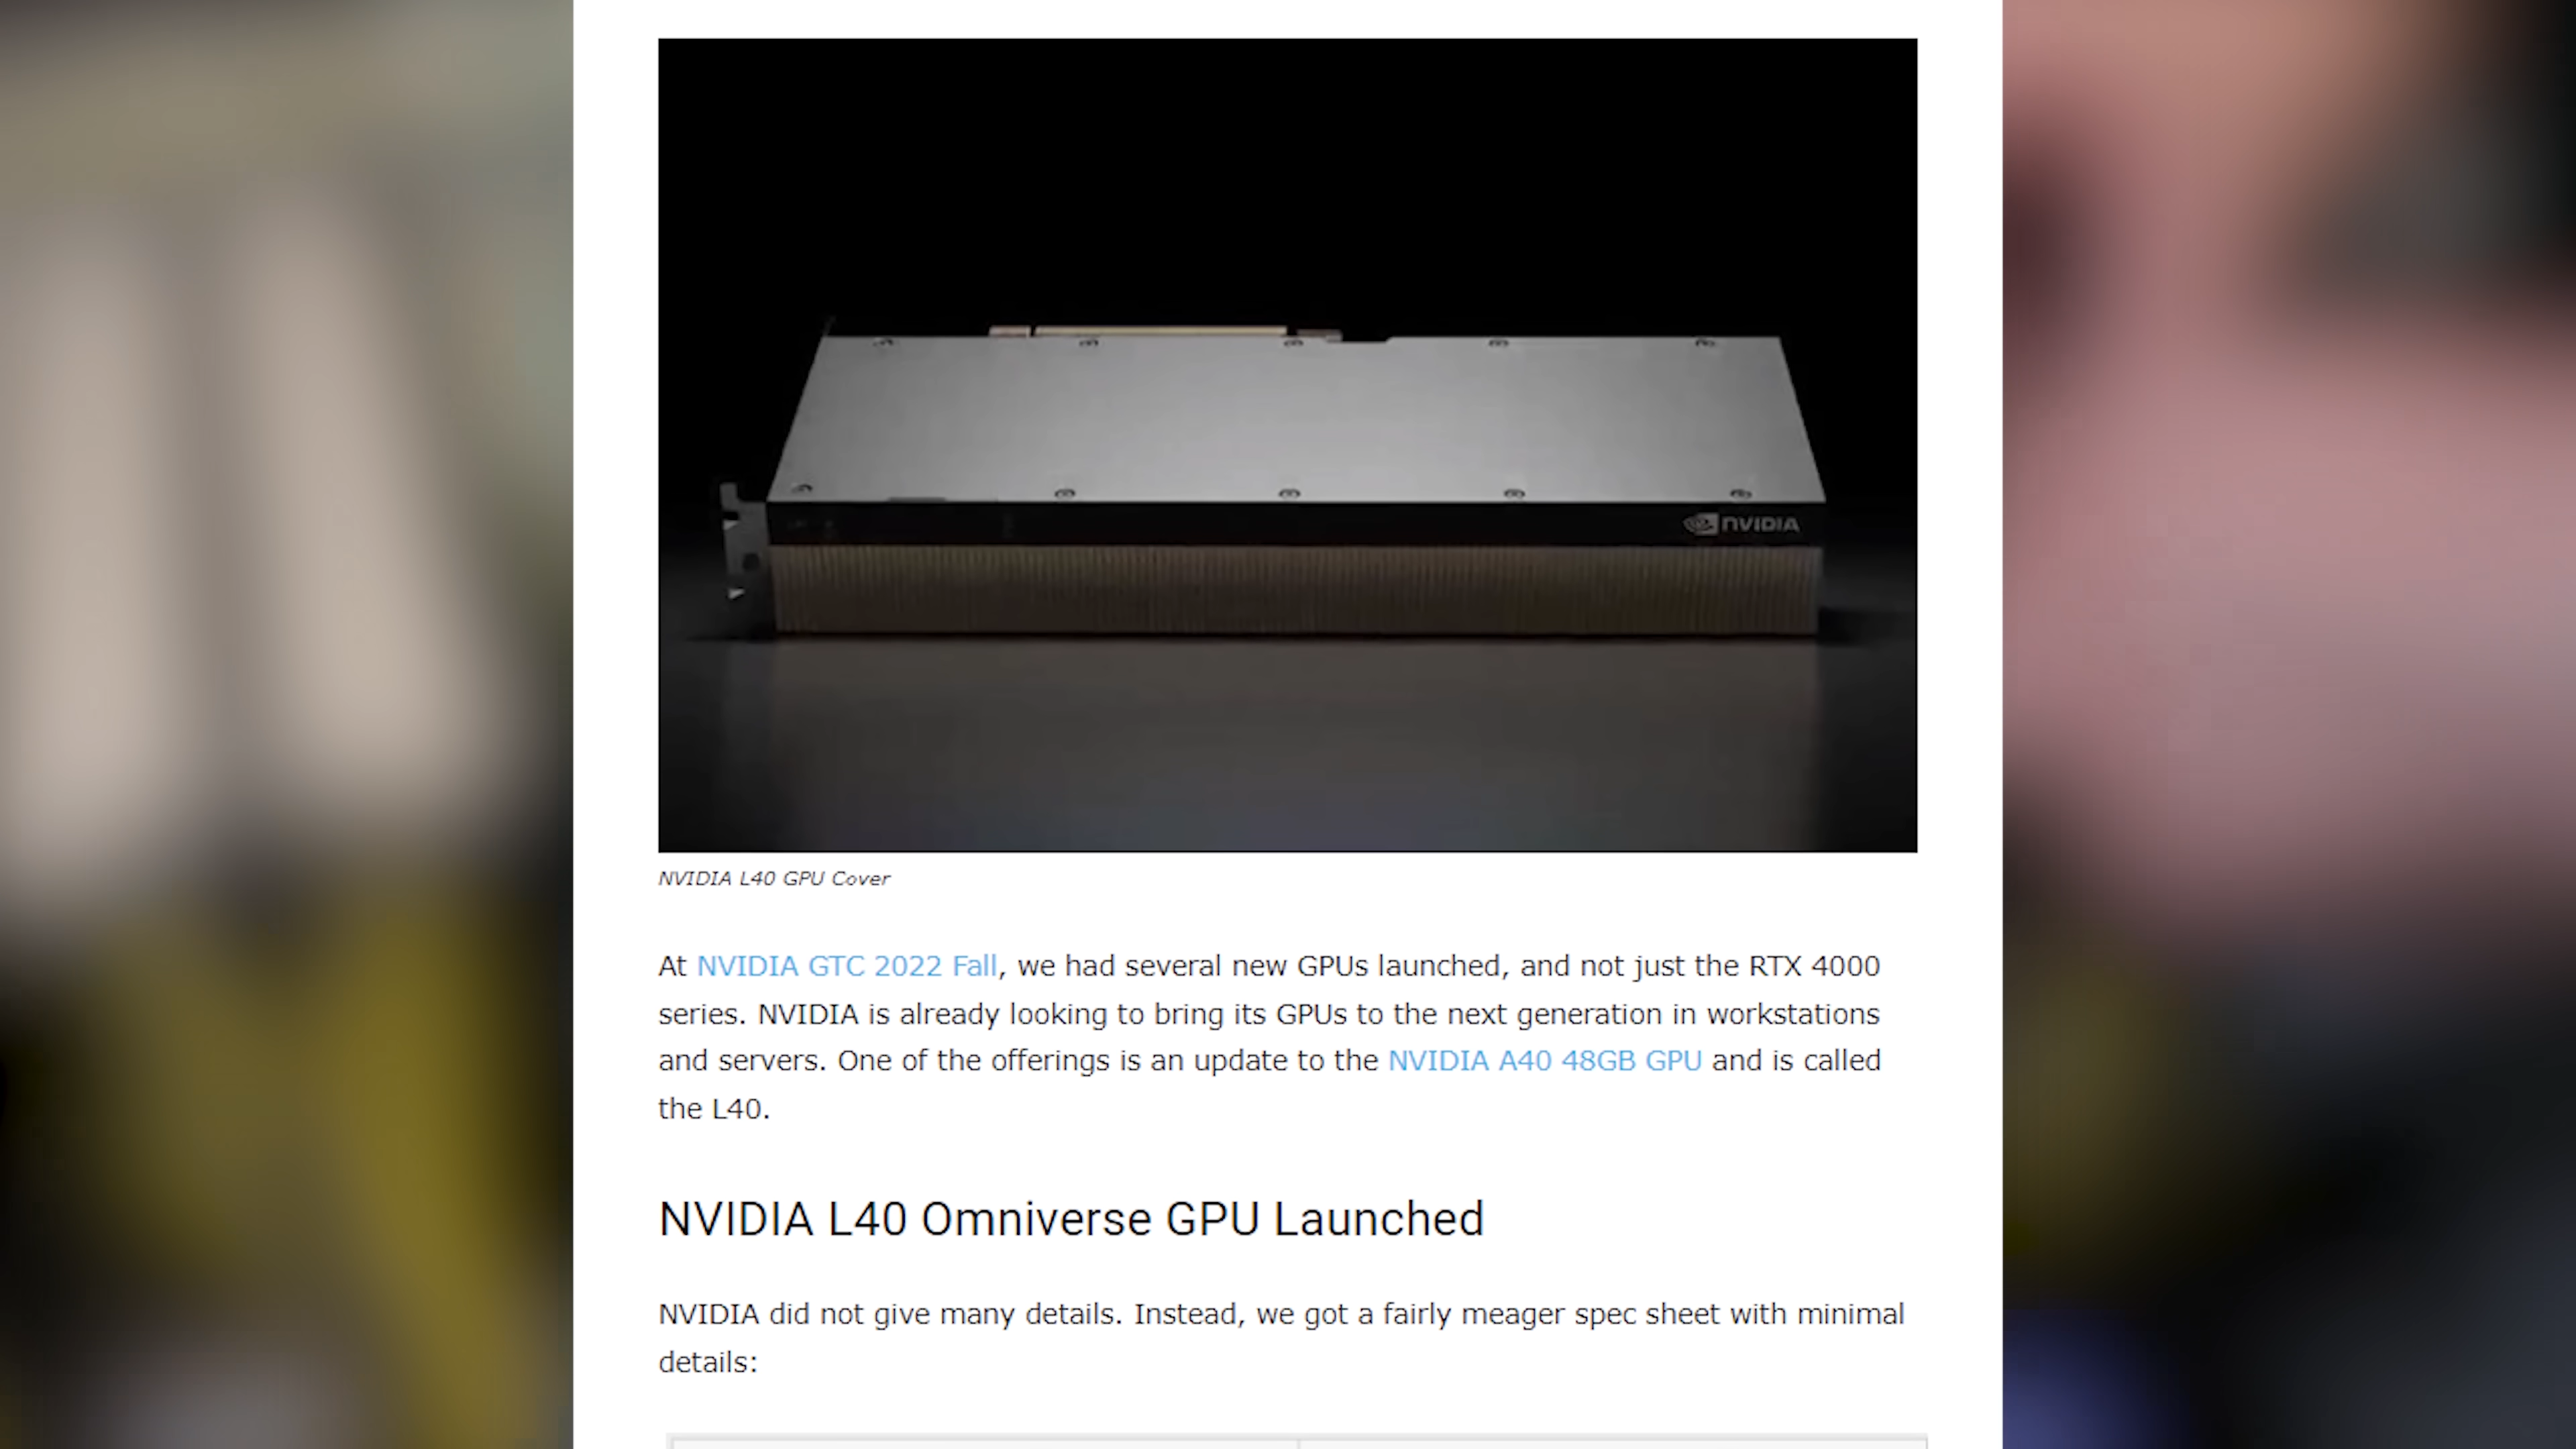 NVIDIA
NVIDIA L40 GPU Cover
At NVIDIA GTC 2022 Fall, we had several new GPUs launched, and not just the RTX 4000
series. NVIDIA is already looking to bring its GPUs to the next generation in workstations
and servers. One of the offerings is an update to the NVIDIA A40 48GB GPU and is called
the L40.
NVIDIA L40 Omniverse GPU Launched
NVIDIA did not give many details. Instead, we got a fairly meager spec sheet with minimal
details: